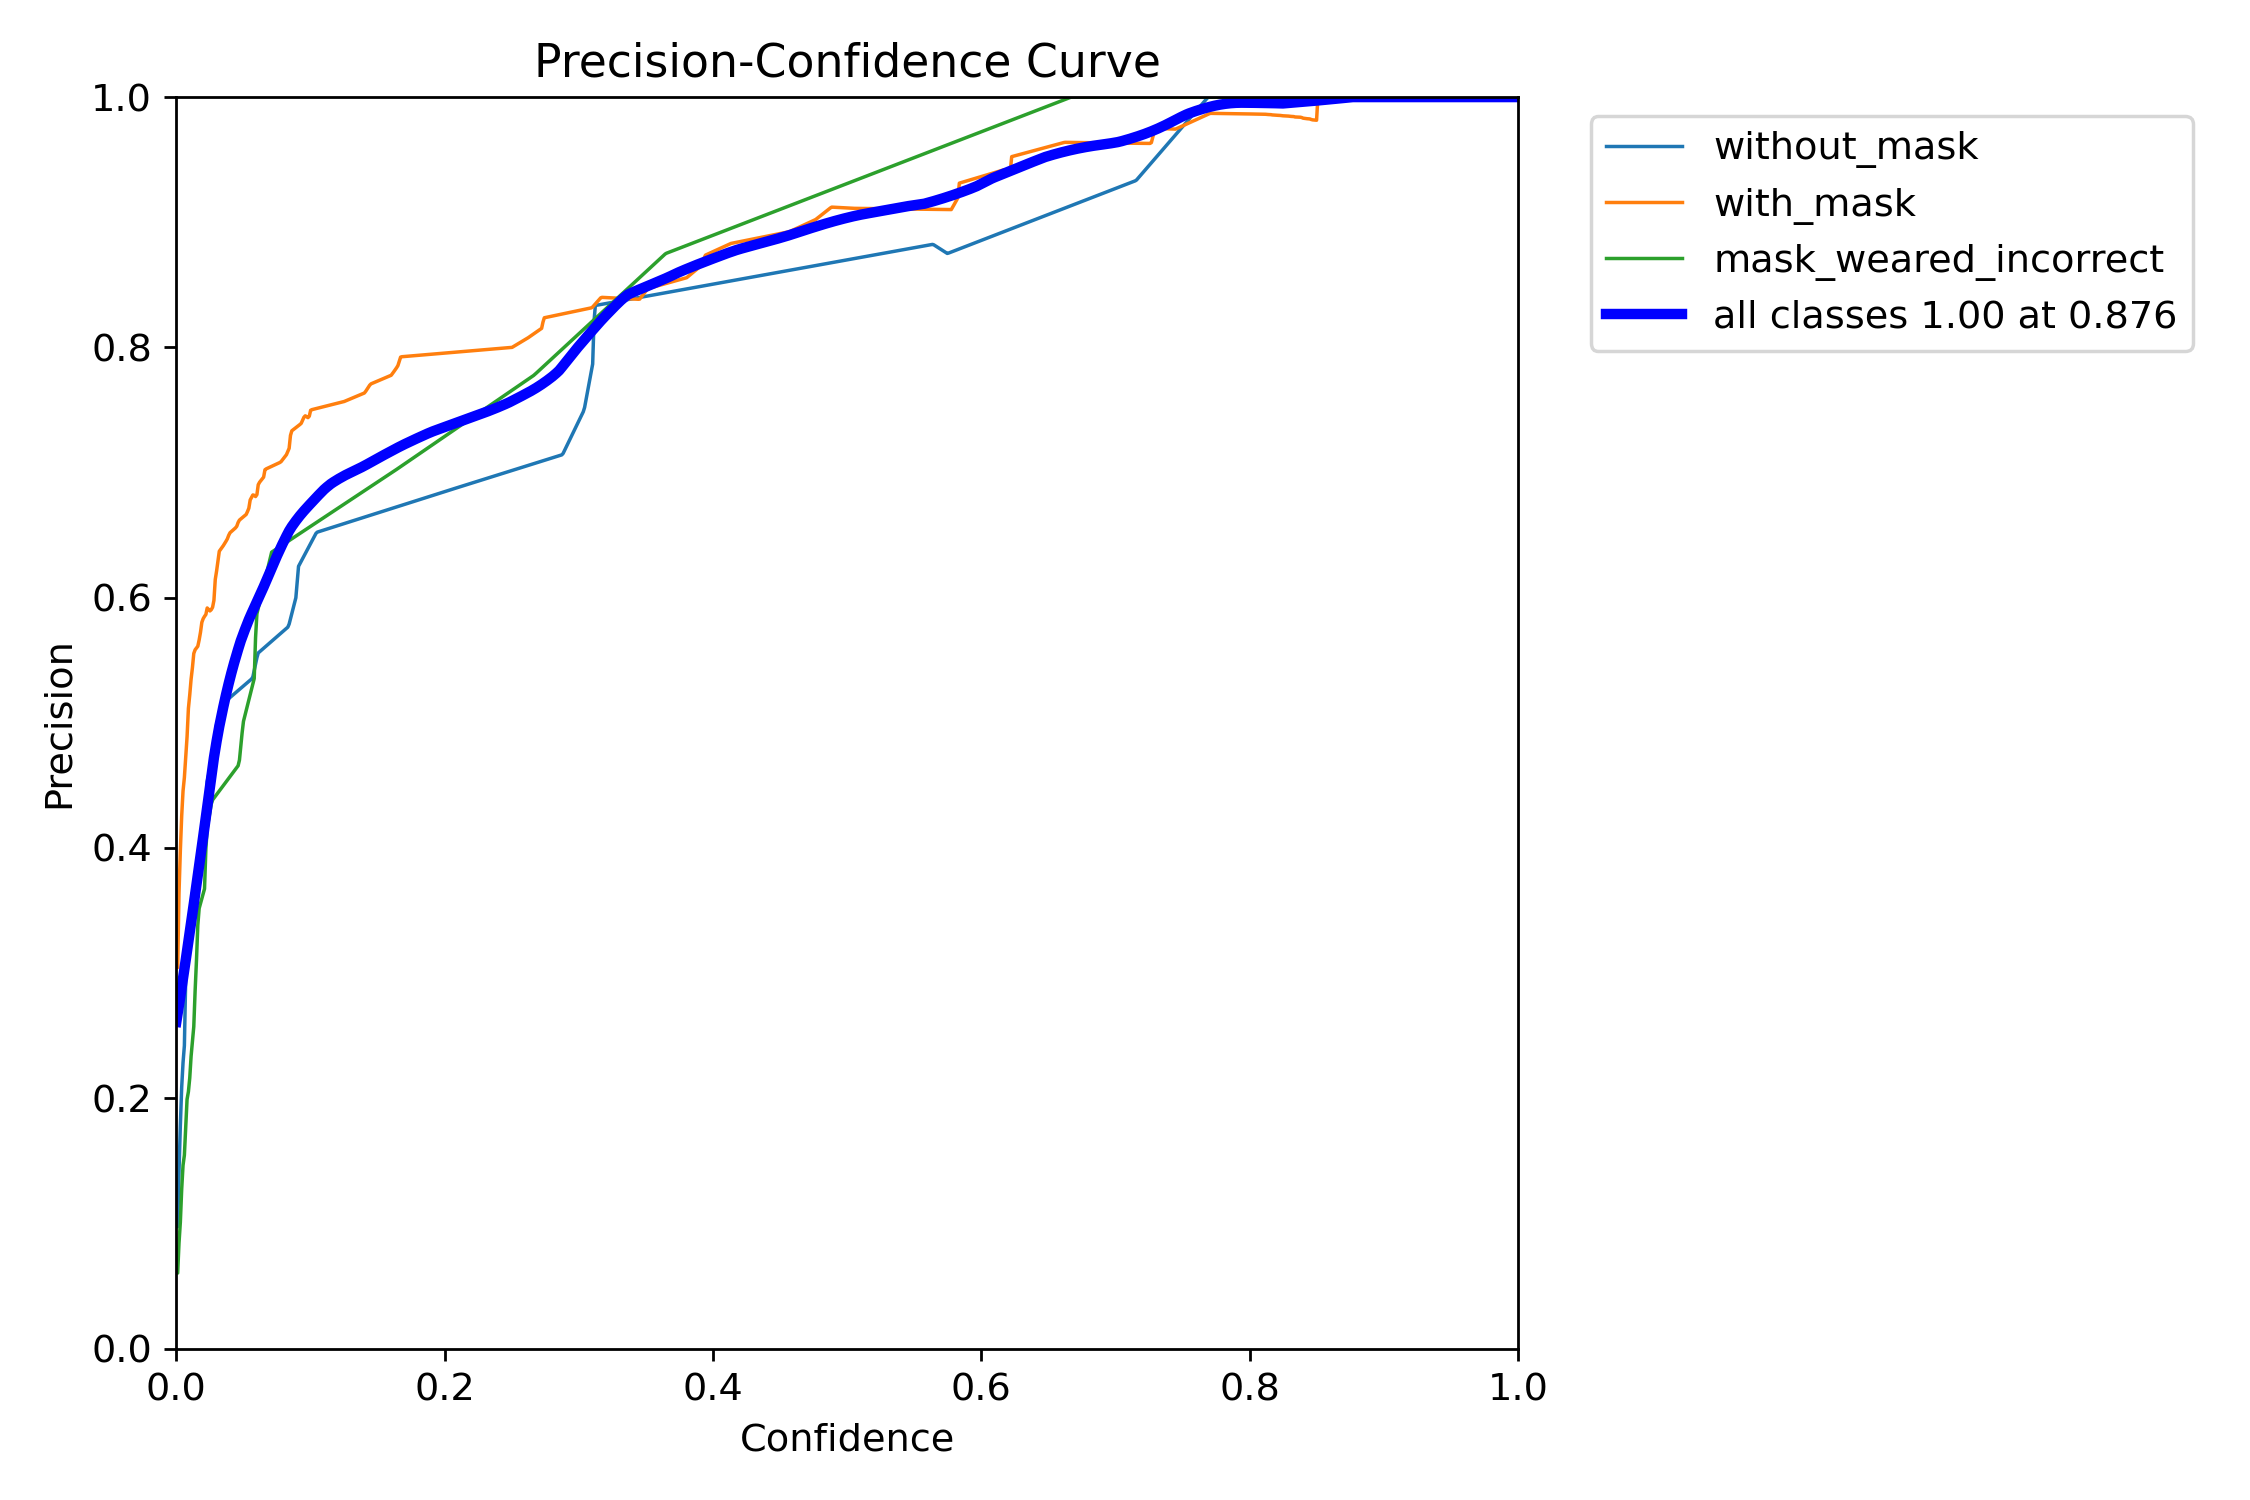 Precision-Confidence Curve
1.0
0.8
0.6
0.4
0.2
0.0
Precision
0.0 0.2 0.4 0.6 0.8 1.0
Confidence
without_mask
with_mask
mask_weared_incorrect
all classes 1.00 at 0.876